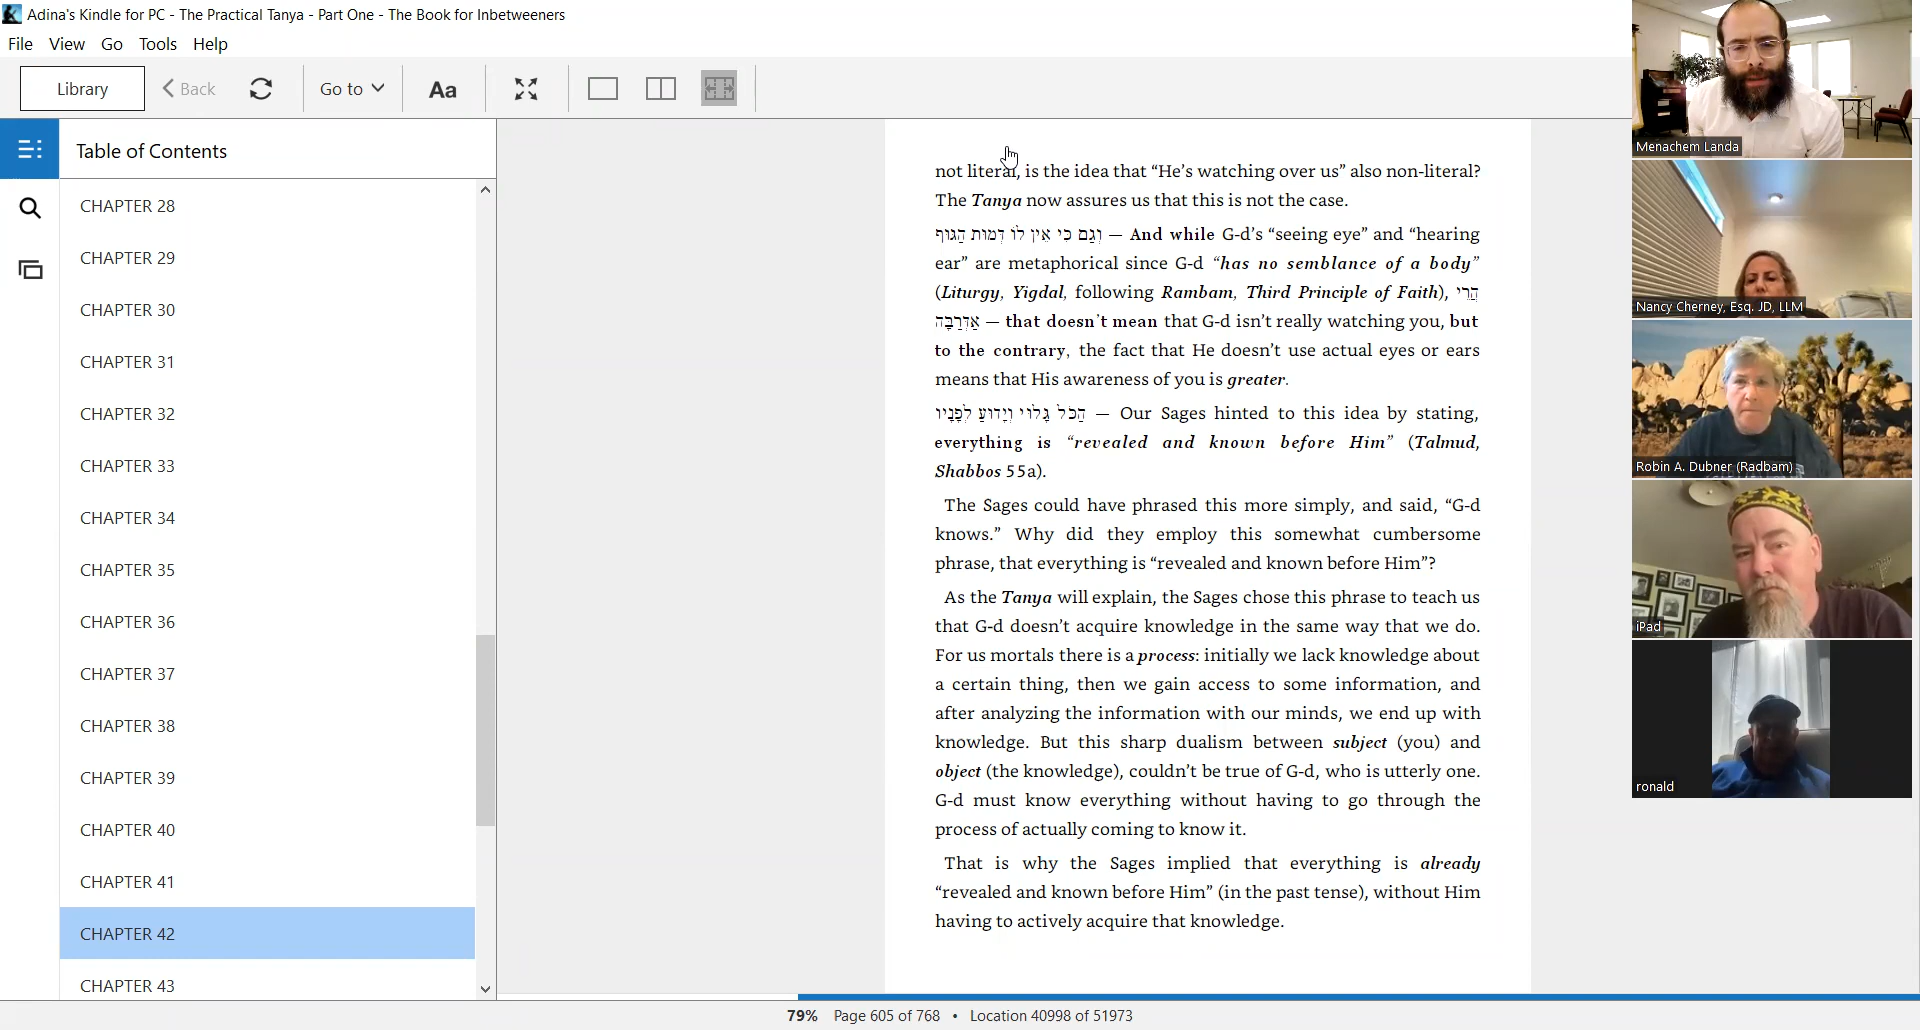 Adina's Kindle for PC - The Practical Tanya - Part One - The Book for Inbetweeners
File View Go Tools Help
Library
Back
Go to
Aa
Table of Contents
CHAPTER 28
CHAPTER 29
CHAPTER 30
CHAPTER 31
CHAPTER 32
CHAPTER 33
CHAPTER 34
CHAPTER 35
CHAPTER 36
CHAPTER 37
CHAPTER 38
CHAPTER 39
CHAPTER 40
CHAPTER 41
CHAPTER 42
CHAPTER 43
not literal, is the idea that “He’s watching over us” also non-literal?
The Tanya now assures us that this is not the case.
וְגַם כִּי אֵין לוֹ דְּמוּת הַגּוּף — And while G-d’s “seeing eye” and “hearing
ear” are metaphorical since G-d “has no semblance of a body”
(Liturgy, Yigdal, following Rambam, Third Principle of Faith), הֲרֵי
אַדְּרַבָּה — that doesn’t mean that G-d isn’t really watching you, but
to the contrary, the fact that He doesn’t use actual eyes or ears
means that His awareness of you is greater.
הַכֹּל גָּלוּי וְיָדוּעַ לְפָנָיו — Our Sages hinted to this idea by stating,
everything is “revealed and known before Him” (Talmud,
Shabbos 55a).
The Sages could have phrased this more simply, and said, “G-d
knows.” Why did they employ this somewhat cumbersome
phrase, that everything is “revealed and known before Him”?
As the Tanya will explain, the Sages chose this phrase to teach us
that G-d doesn’t acquire knowledge in the same way that we do.
For us mortals there is a process: initially we lack knowledge about
a certain thing, then we gain access to some information, and
after analyzing the information with our minds, we end up with
knowledge. But this sharp dualism between subject (you) and
object (the knowledge), couldn’t be true of G-d, who is utterly one.
G-d must know everything without having to go through the
process of actually coming to know it.
That is why the Sages implied that everything is already
“revealed and known before Him” (in the past tense), without Him
having to actively acquire that knowledge.
79% Page 605 of 768 • Location 40998 of 51973
Menachem Landa
Nancy Cherney, Esq. JD, LLM
Robin A. Dubner (Radbam)
iPad
ronald